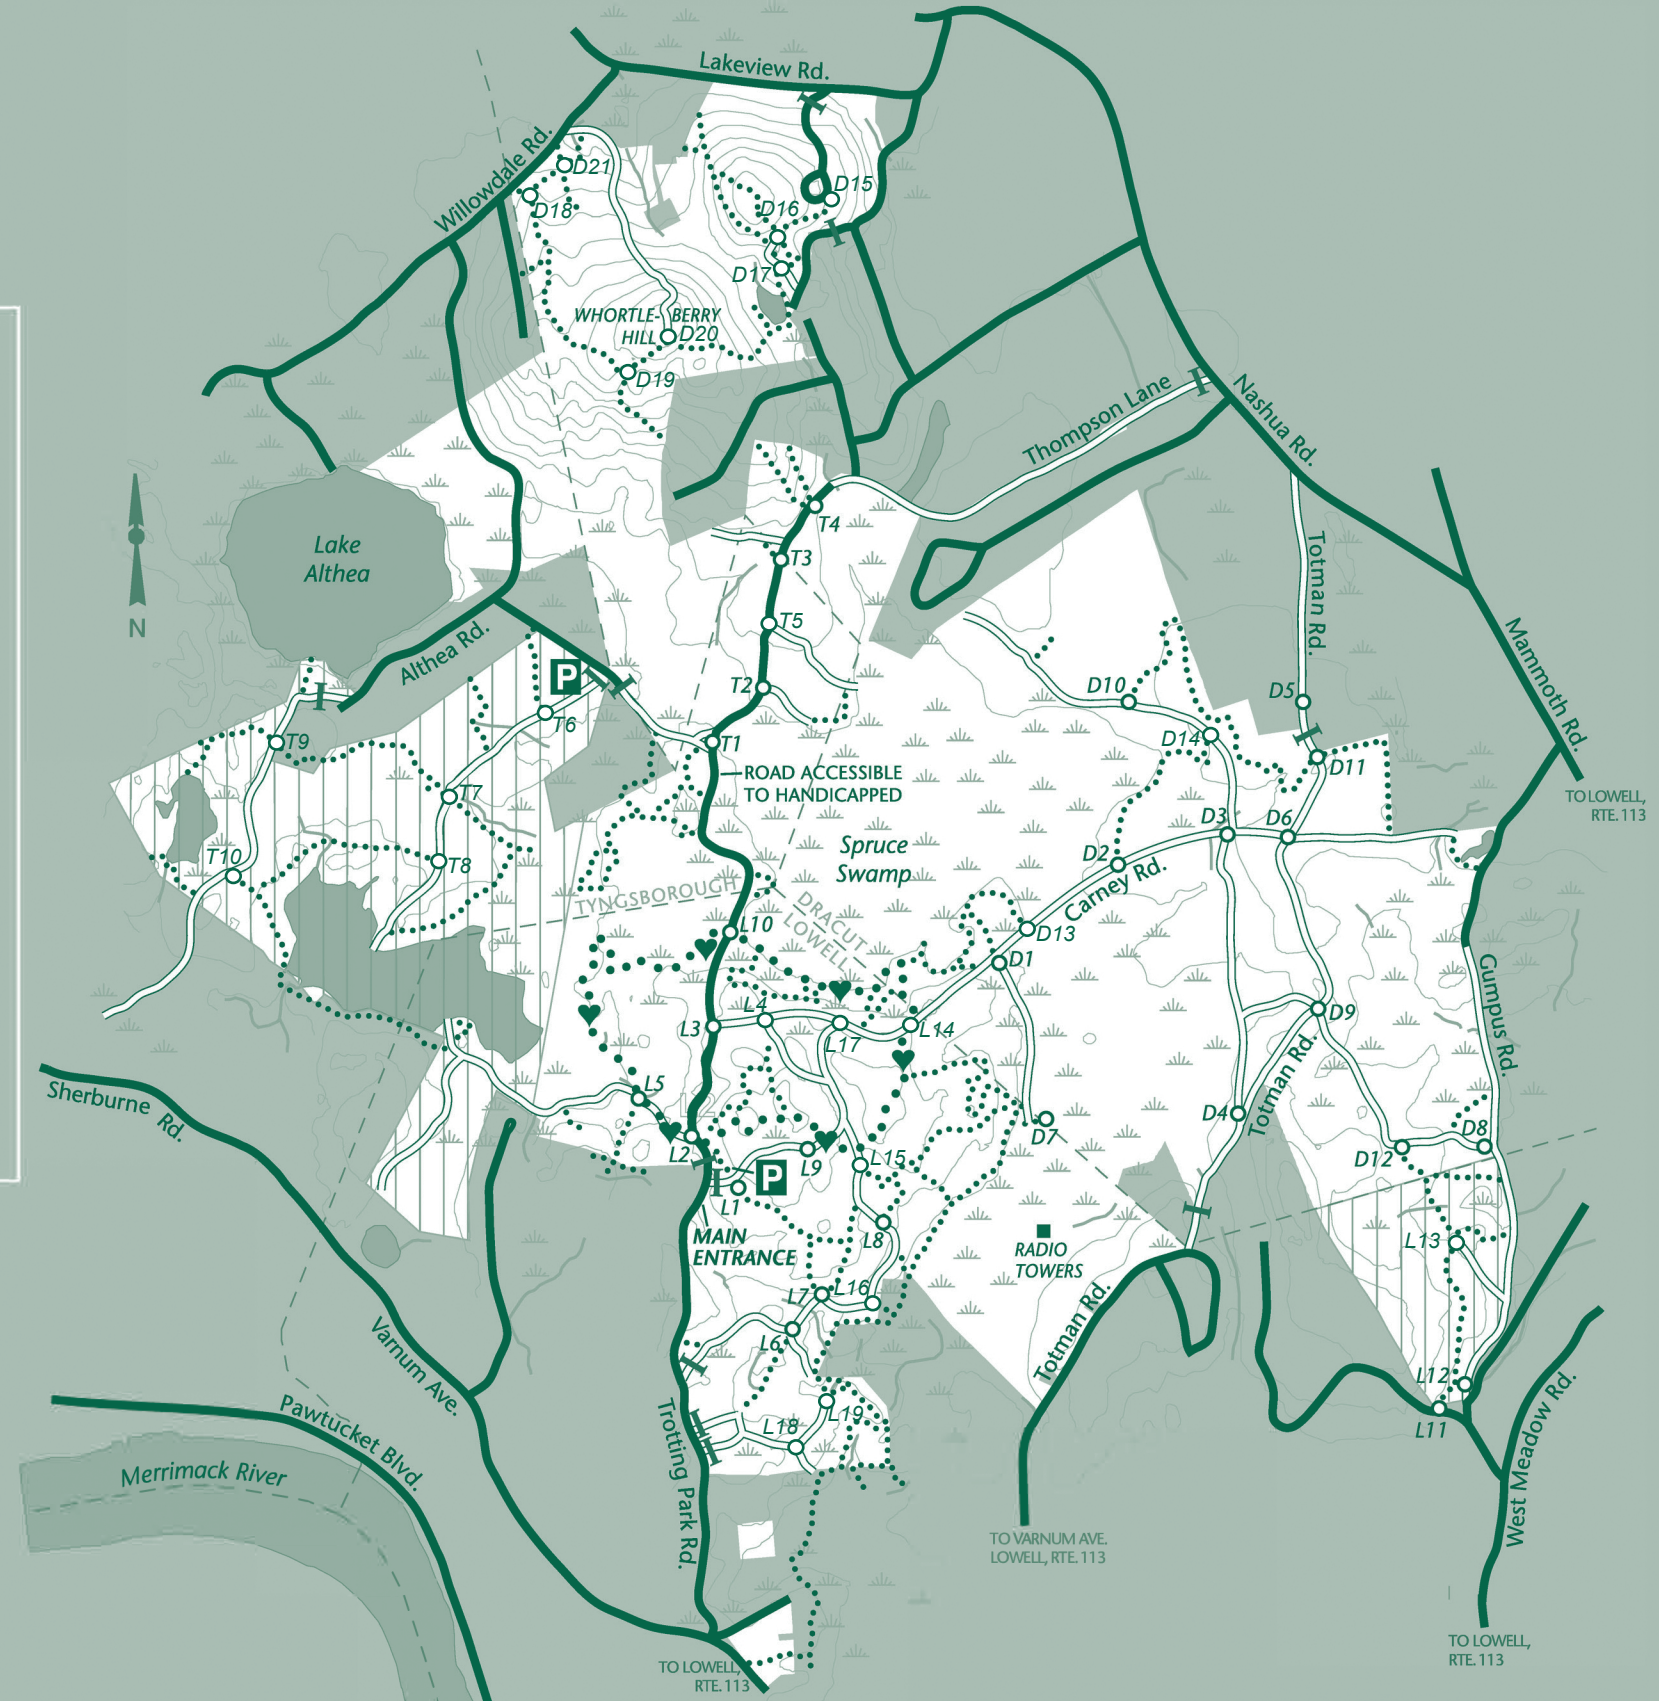 Lakeview Rd.
Willowdale Rd.
D21
D18
D15
D16
D17
WHORTLE- BERRY
HILL
D20
D19
Thompson Lane
Nashua Rd.
Lake
Althea
N
T4
T3
T5
T2
Totman Rd.
Mammoth Rd.
Althea Rd.
P
T6
T1
T9
D10
D5
D14
D11
ROAD ACCESSIBLE
TO HANDICAPPED
TO LOWELL,
RTE. 113
T7
T8
T10
Spruce
Swamp
D3
D6
D2
Carney Rd.
TYNGSBOROUGH
DRACUT
LOWELL
L10
D13
D1
Gumpus Rd.
L3
L4
L17
L14
D9
Totman Rd.
D4
D7
D12
D8
Sherburne Rd.
L5
L2
L2
L9
L15
P
L1
MAIN
ENTRANCE
L8
RADIO
TOWERS
L13
L7
L16
L6
Totman Rd.
Varnum Ave.
L12
L11
West Meadow Rd.
Pawtucket Blvd.
Merrimack River
Trotting Park Rd.
L19
L18
TO VARNUM AVE.
LOWELL, RTE. 113
TO LOWELL,
RTE. 113
TO LOWELL,
RTE. 113